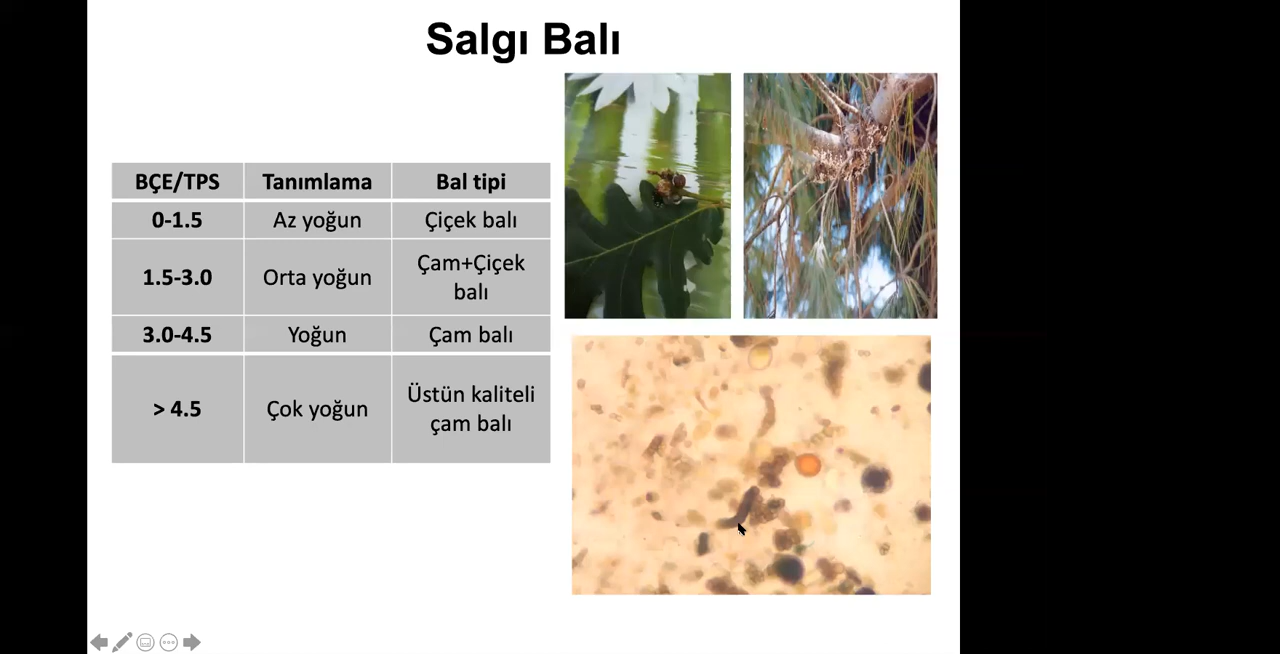 Salgı Balı
BÇE/TPS Tanımlama Bal tipi
0-1.5 Az yoğun Çiçek balı
1.5-3.0 Orta yoğun Çam+Çiçek
balı
3.0-4.5 Yoğun Çam balı
> 4.5 Çok yoğun Üstün kaliteli
çam balı